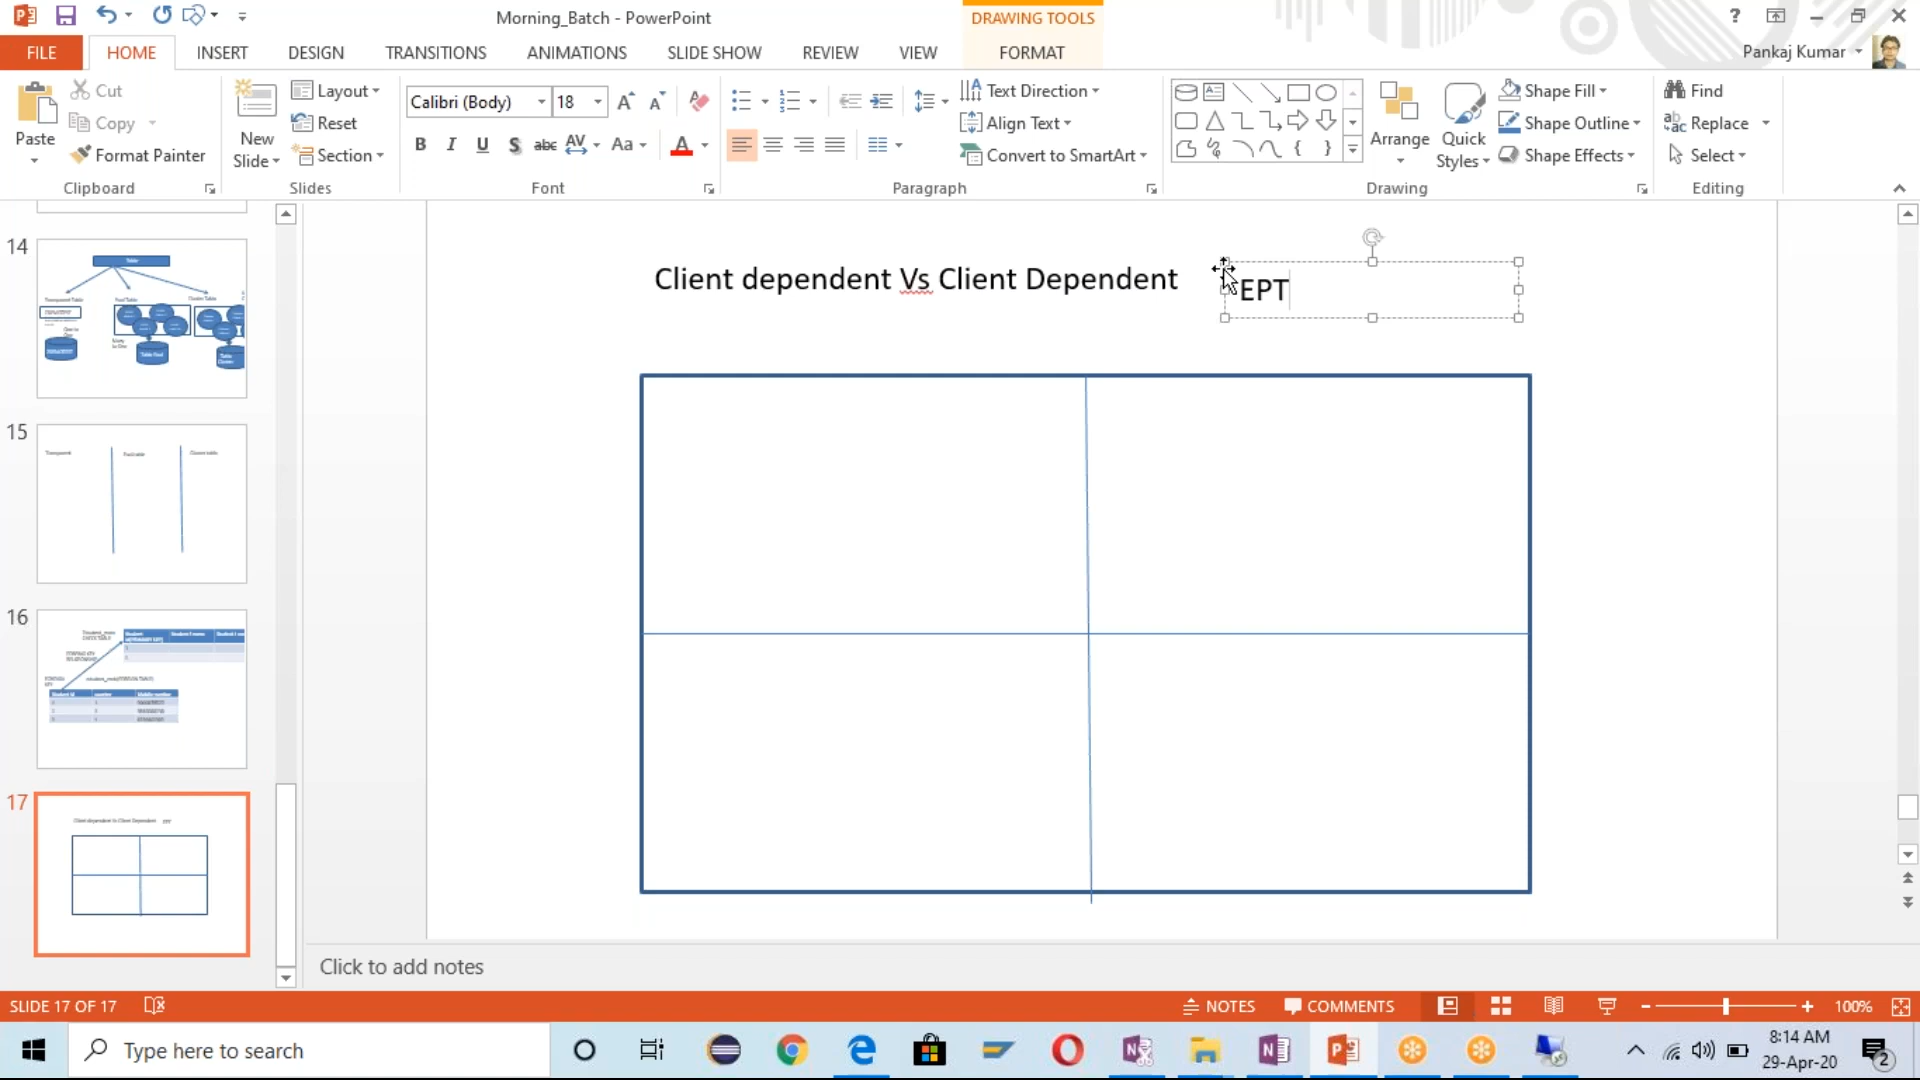 Morning_Batch - PowerPoint
DRAWING TOOLS
FILE
HOME
INSERT
DESIGN
TRANSITIONS
ANIMATIONS
SLIDE SHOW
REVIEW
VIEW
FORMAT
Pankaj Kumar
Paste
Cut
Copy
Format Painter
Clipboard
New Slide
Layout
Reset
Section
Slides
Calibri (Body)
18
Font
Paragraph
Text Direction
Align Text
Convert to SmartArt
Arrange
Quick Styles
Shape Fill
Shape Outline
Shape Effects
Drawing
Find
Replace
Select
Editing
14
15
16
17
Client dependent Vs Client Dependent
EPT
Click to add notes
SLIDE 17 OF 17
NOTES
COMMENTS
100%
Type here to search
8:14 AM
29-Apr-20
2